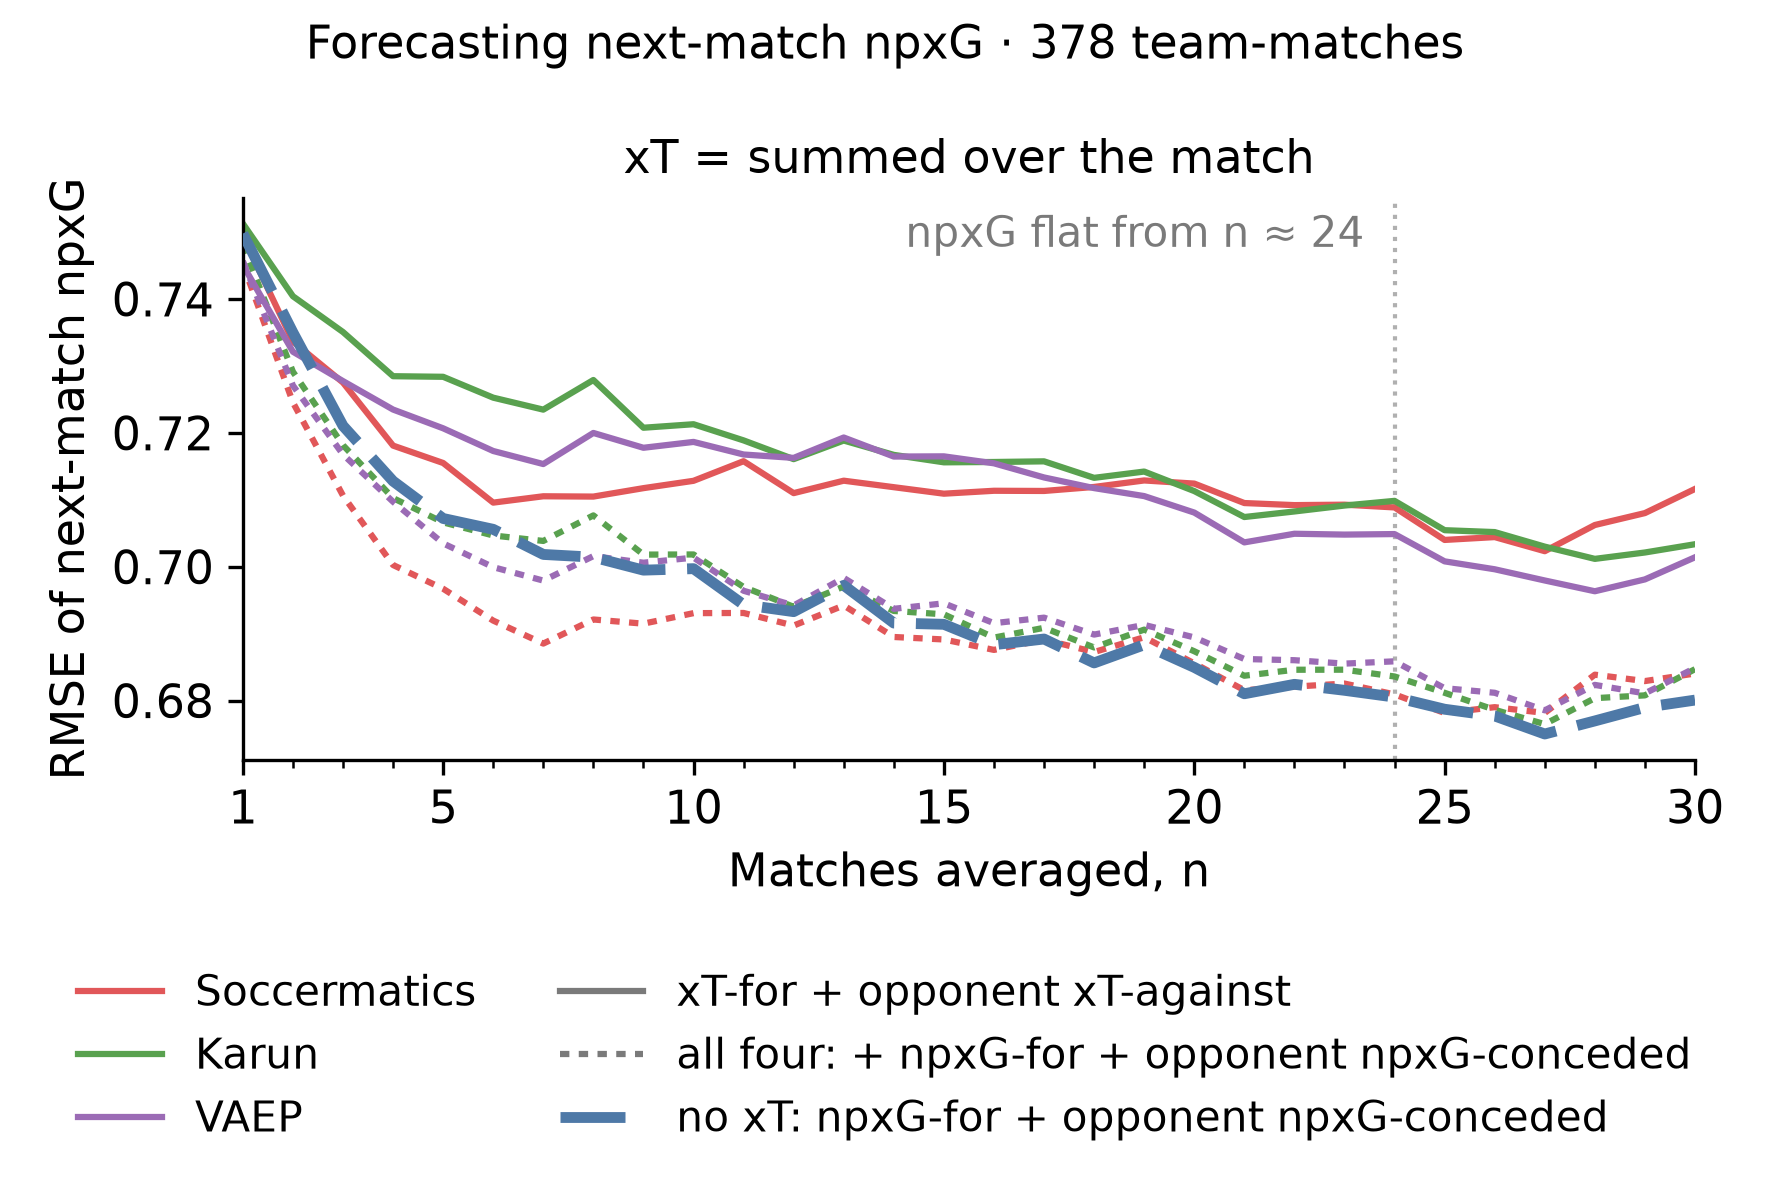 Forecasting next-match npxG · 378 team-matches
xT = summed over the match
npxG flat from n ≈ 24
RMSE of next-match npxG
0.74
0.72
0.70
0.68
1 5 10 15 20 25 30
Matches averaged, n
Soccermatics
Karun
VAEP
xT-for + opponent xT-against
all four: + npxG-for + opponent npxG-conceded
no xT: npxG-for + opponent npxG-conceded